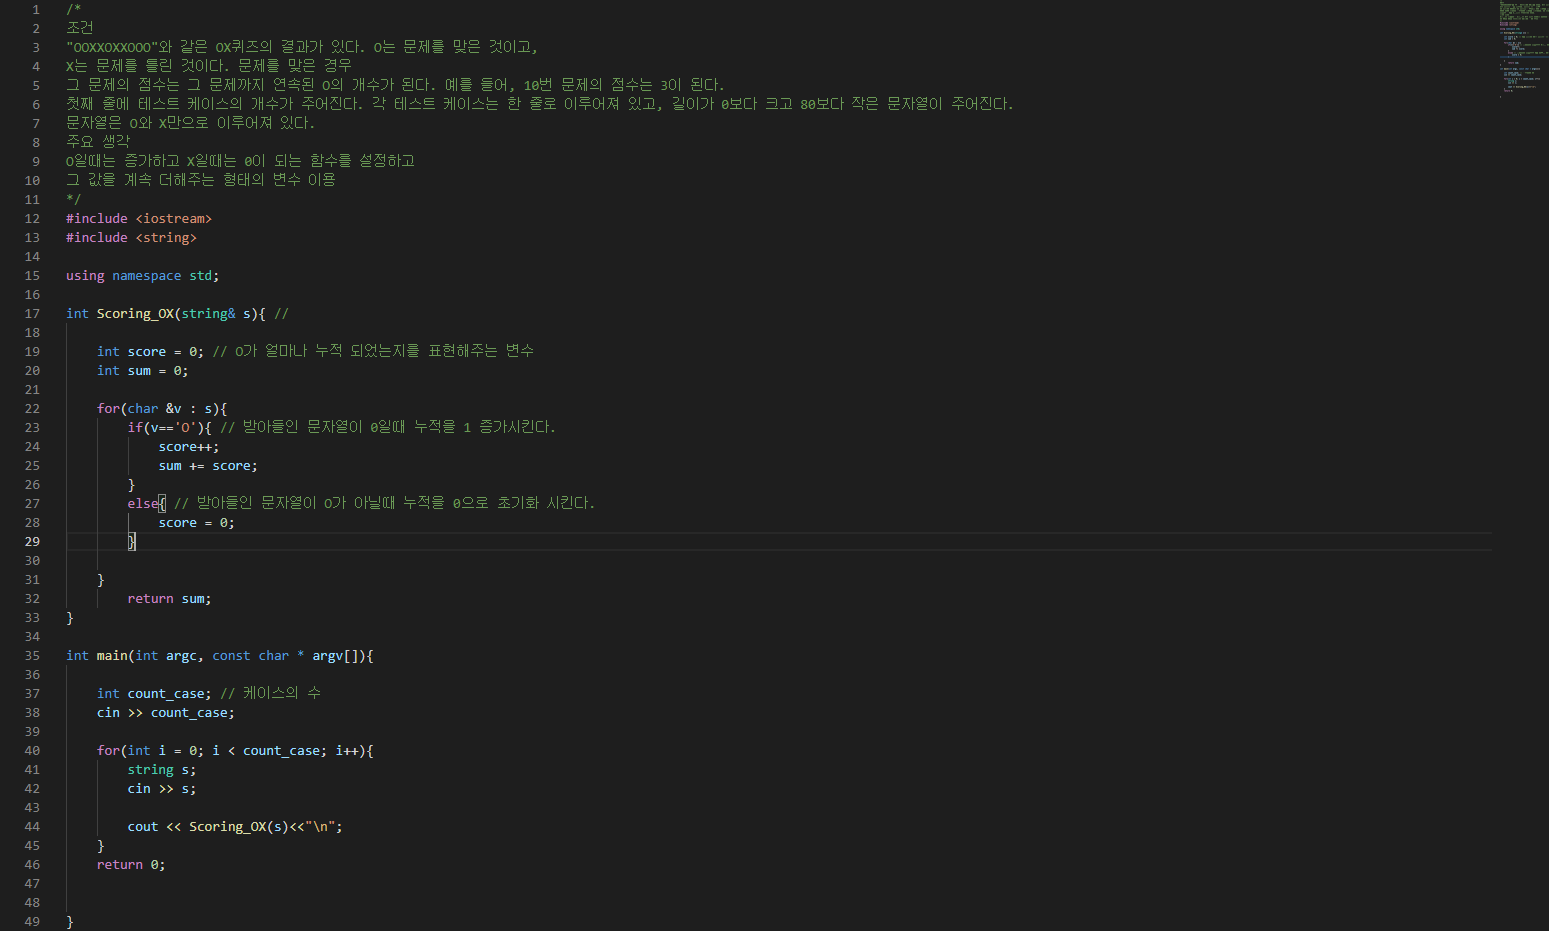 1 /*
2 조건
3 "OOXXOXXOOO"와 같은 OX퀴즈의 결과가 있다. O는 문제를 맞은 것이고,
4 X는 문제를 틀린 것이다. 문제를 맞은 경우
5 그 문제의 점수는 그 문제까지 연속된 O의 개수가 된다. 예를 들어, 10번 문제의 점수는 3이 된다.
6 첫째 줄에 테스트 케이스의 개수가 주어진다. 각 테스트 케이스는 한 줄로 이루어져 있고, 길이가 0보다 크고 80보다 작은 문자열이 주어진다.
7 문자열은 O와 X만으로 이루어져 있다.
8 주요 생각
9 O일때는 증가하고 X일때는 0이 되는 함수를 설정하고
10 그 값을 계속 더해주는 형태의 변수 이용
11 */
12 #include <iostream>
13 #include <string>
14
15 using namespace std;
16
17 int Scoring_OX(string& s){ //
18
19 int score = 0; // O가 얼마나 누적 되었는지를 표현해주는 변수
20 int sum = 0;
21
22 for(char &v : s){
23 if(v=='O'){ // 받아들인 문자열이 O일때 누적을 1 증가시킨다.
24 score++;
25 sum += score;
26 }
27 else{ // 받아들인 문자열이 O가 아닐때 누적을 0으로 초기화 시킨다.
28 score = 0;
29 }
30
31 }
32 return sum;
33 }
34
35 int main(int argc, const char * argv[]){
36
37 int count_case; // 케이스의 수
38 cin >> count_case;
39
40 for(int i = 0; i < count_case; i++){
41 string s;
42 cin >> s;
43
44 cout << Scoring_OX(s)<<"\n";
45 }
46 return 0;
47
48
49 }